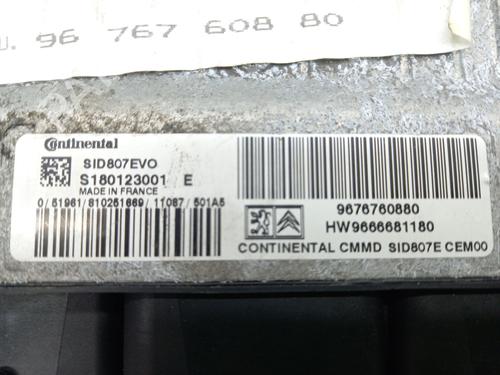 96 767 608 80
Continental
SID807EVO
S180123001 E
MADE IN FRANCE
0/51961/810251669/11087/501A5
9676760880
HW9666681180
CONTINENTAL CMMD SID807E CEM00